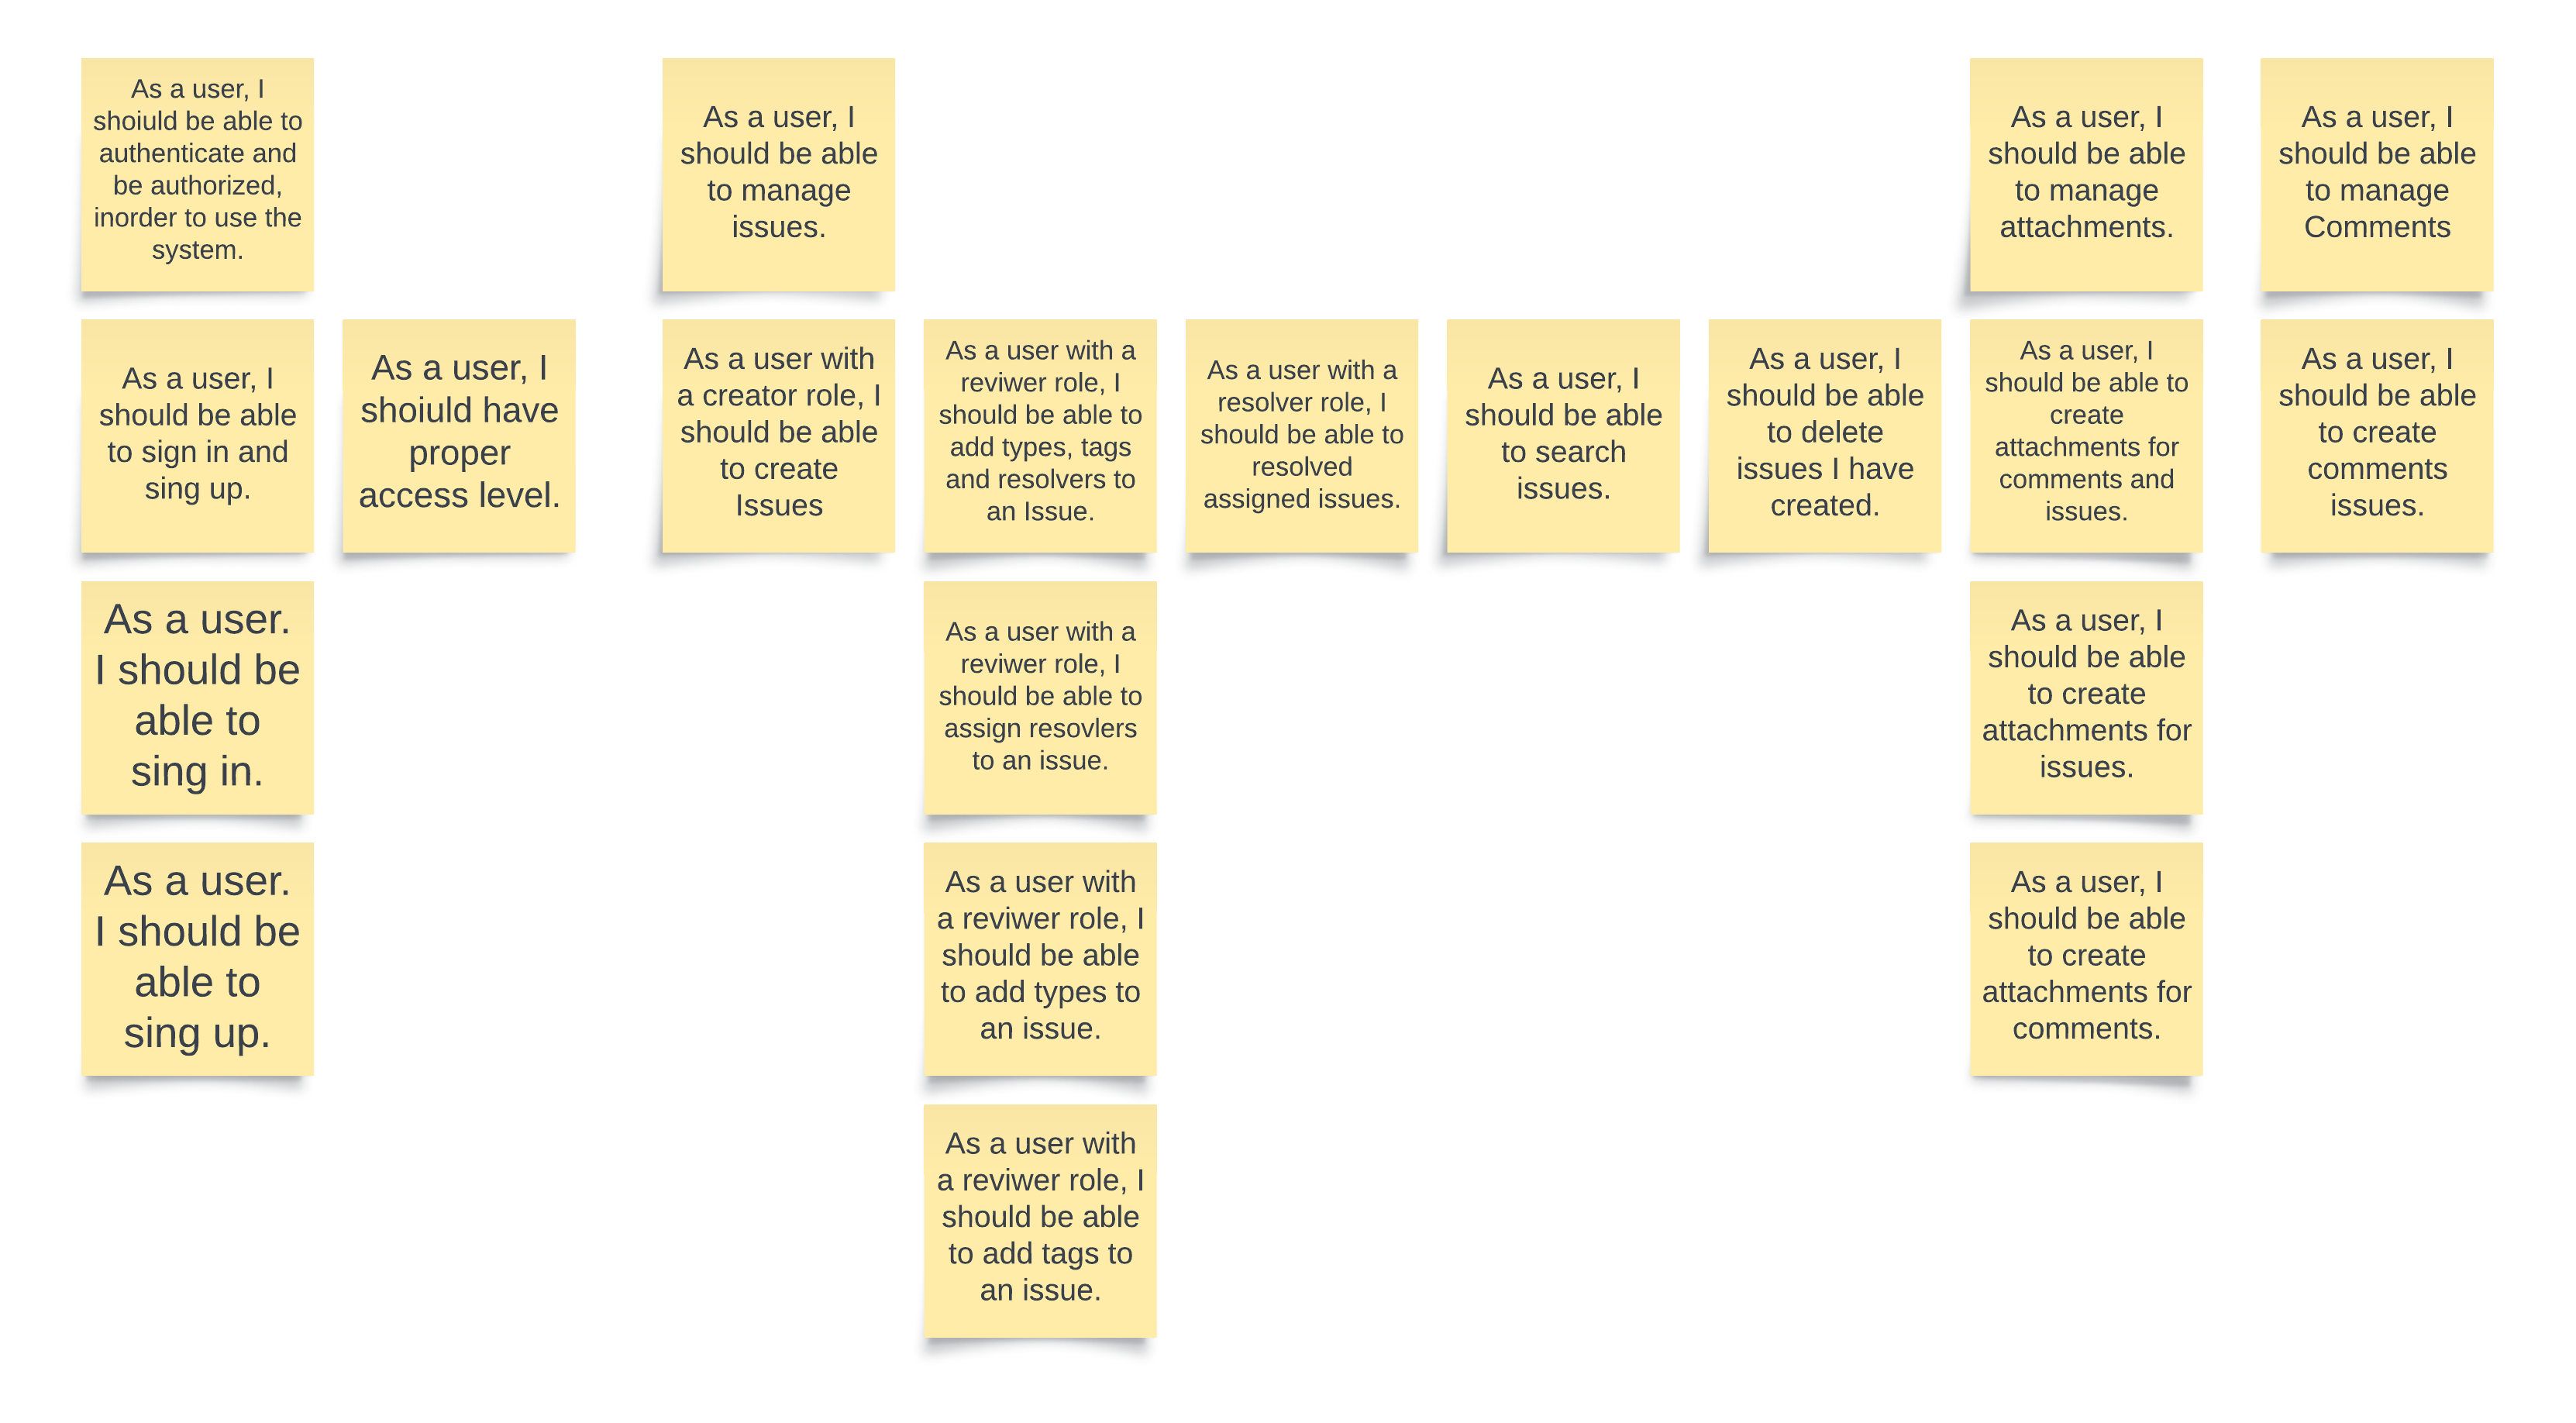 As a user, I
shoiuld be able to
authenticate and
be authorized,
inorder to use the
system.
As a user, I
should be able
to manage
issues.
As a user, I
should be able
to manage
attachments.
As a user, I
should be able
to manage
Comments
As a user, I
should be able
to sign in and
sing up.
As a user, I
shoiuld have
proper
access level.
As a user with
a creator role, I
should be able
to create
Issues
As a user with a
reviwer role, I
should be able to
add types, tags
and resolvers to
an Issue.
As a user with a
resolver role, I
should be able to
resolved
assigned issues.
As a user, I
should be able
to search
issues.
As a user, I
should be able
to delete
issues I have
created.
As a user, I
should be able to
create
attachments for
comments and
issues.
As a user, I
should be able
to create
comments
issues.
As a user.
I should be
able to
sing in.
As a user with a
reviwer role, I
should be able to
assign resovlers
to an issue.
As a user, I
should be able
to create
attachments for
issues.
As a user.
I should be
able to
sing up.
As a user with
a reviwer role, I
should be able
to add types to
an issue.
As a user, I
should be able
to create
attachments for
comments.
As a user with
a reviwer role, I
should be able
to add tags to
an issue.